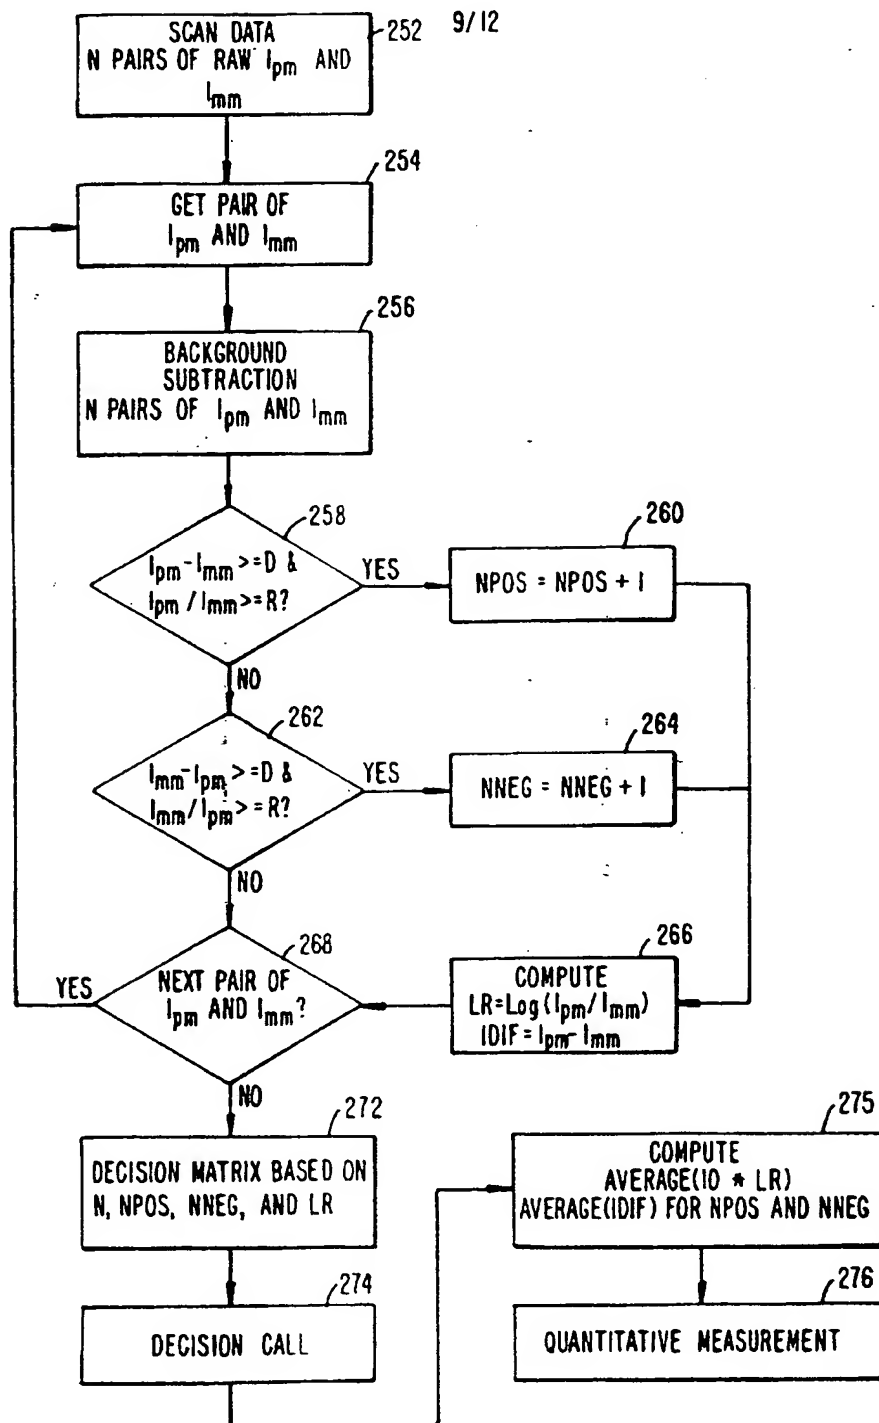 9/12
252
SCAN DATA
N PAIRS OF RAW Ipm AND
Imm
254
GET PAIR OF
Ipm AND Imm
256
BACKGROUND
SUBTRACTION
N PAIRS OF Ipm AND Imm
258
Ipm-Imm>=D &
Ipm/Imm>=R?
YES
260
NPOS = NPOS + 1
NO
262
Imm-Ipm>=D &
Imm/Ipm>=R?
YES
264
NNEG = NNEG + 1
NO
268
NEXT PAIR OF
Ipm AND Imm?
YES
266
COMPUTE
LR=Log(Ipm/Imm)
IDIF=Ipm-Imm
NO
272
DECISION MATRIX BASED ON
N, NPOS, NNEG, AND LR
274
DECISION CALL
275
COMPUTE
AVERAGE(10 * LR)
AVERAGE(IDIF) FOR NPOS AND NNEG
276
QUANTITATIVE MEASUREMENT